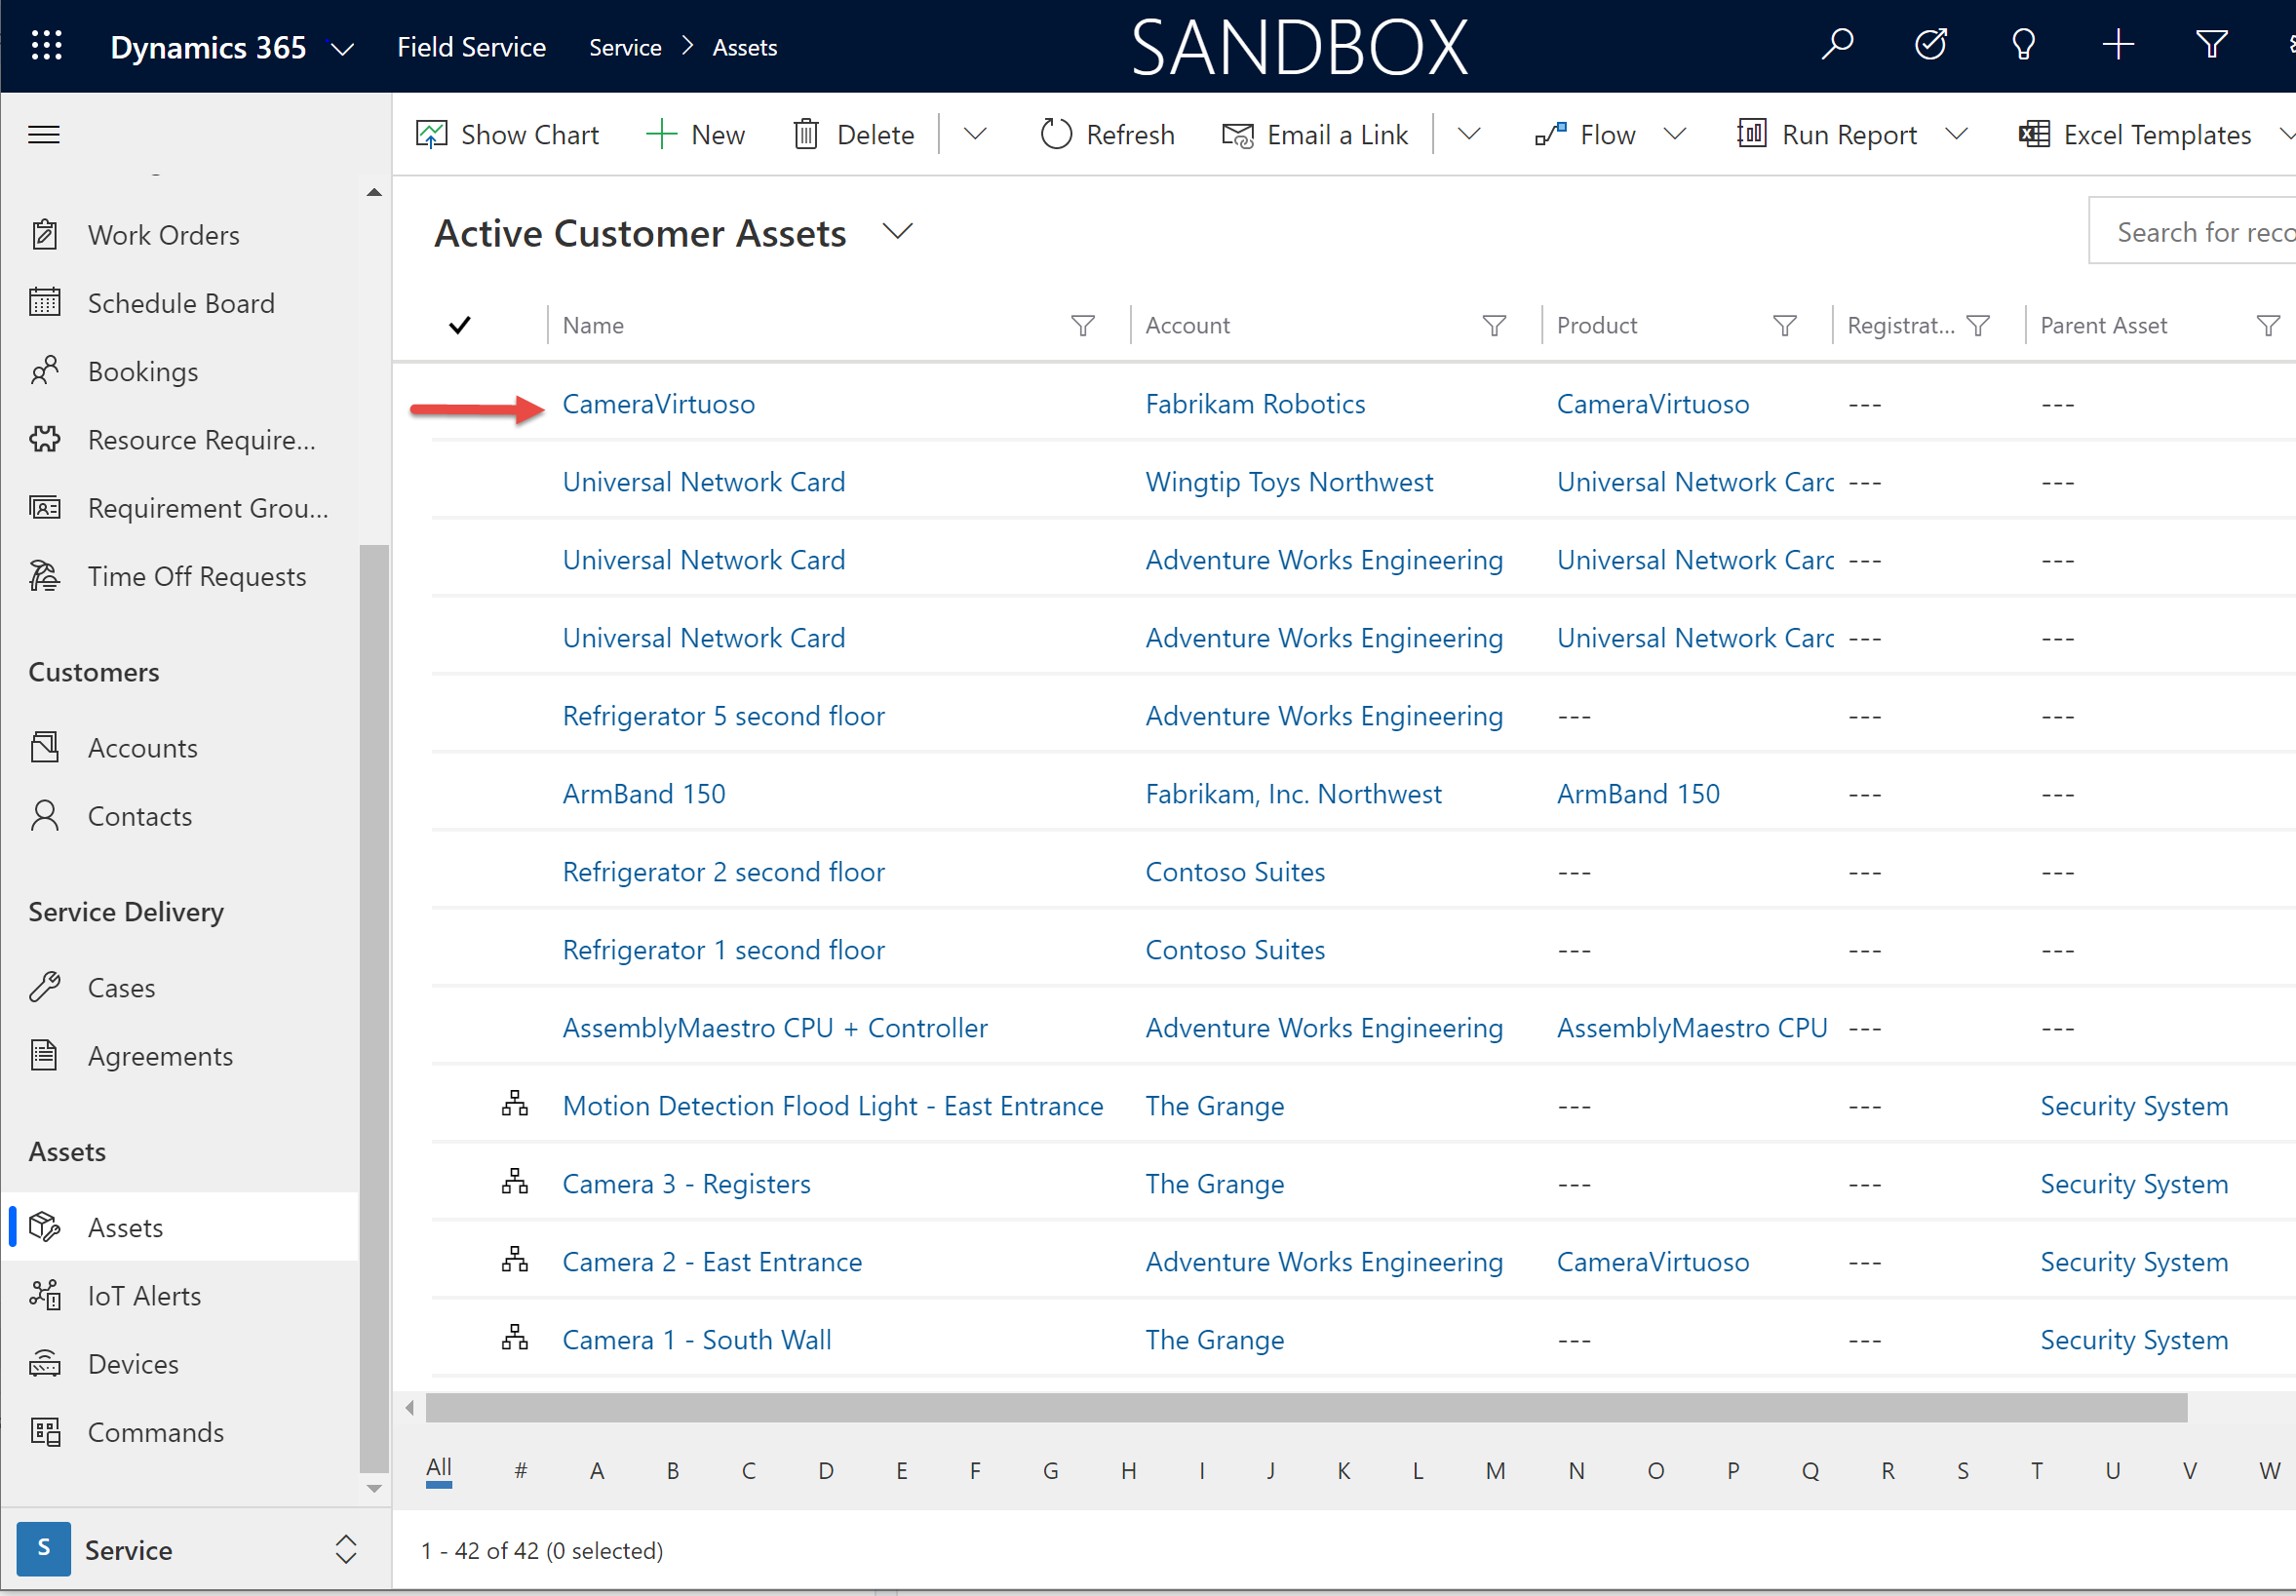 Dynamics 365 Field Service Service > Assets SANDBOX
Show Chart New Delete Refresh Email a Link Flow Run Report Excel Templates
Work Orders
Schedule Board
Bookings
Resource Require...
Requirement Grou...
Time Off Requests
Customers
Accounts
Contacts
Service Delivery
Cases
Agreements
Assets
Assets
IoT Alerts
Devices
Commands
S Service
Active Customer Assets
Search for reco
Name Account Product Registrat... Parent Asset
CameraVirtuoso Fabrikam Robotics CameraVirtuoso --- ---
Universal Network Card Wingtip Toys Northwest Universal Network Card --- ---
Universal Network Card Adventure Works Engineering Universal Network Card --- ---
Universal Network Card Adventure Works Engineering Universal Network Card --- ---
Refrigerator 5 second floor Adventure Works Engineering --- --- ---
ArmBand 150 Fabrikam, Inc. Northwest ArmBand 150 --- ---
Refrigerator 2 second floor Contoso Suites --- --- ---
Refrigerator 1 second floor Contoso Suites --- --- ---
AssemblyMaestro CPU + Controller Adventure Works Engineering AssemblyMaestro CPU --- ---
Motion Detection Flood Light - East Entrance The Grange --- --- Security System
Camera 3 - Registers The Grange --- --- Security System
Camera 2 - East Entrance Adventure Works Engineering CameraVirtuoso --- Security System
Camera 1 - South Wall The Grange --- --- Security System
All # A B C D E F G H I J K L M N O P Q R S T U V W
1 - 42 of 42 (0 selected)